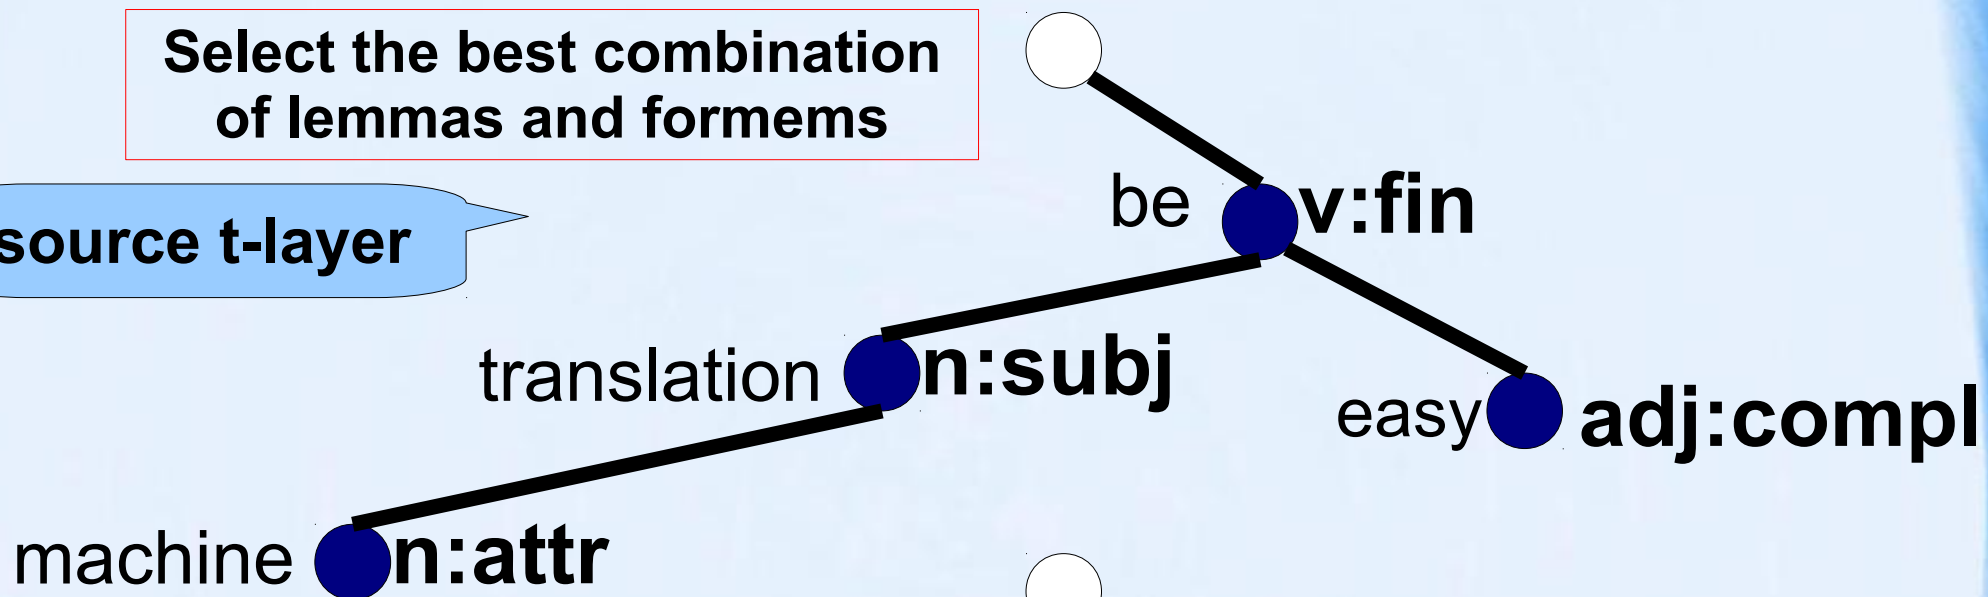 Select the best combination
of lemmas and formems
be v:fin
source t-layer
translation n:subj
easy adj:compl
machine n:attr